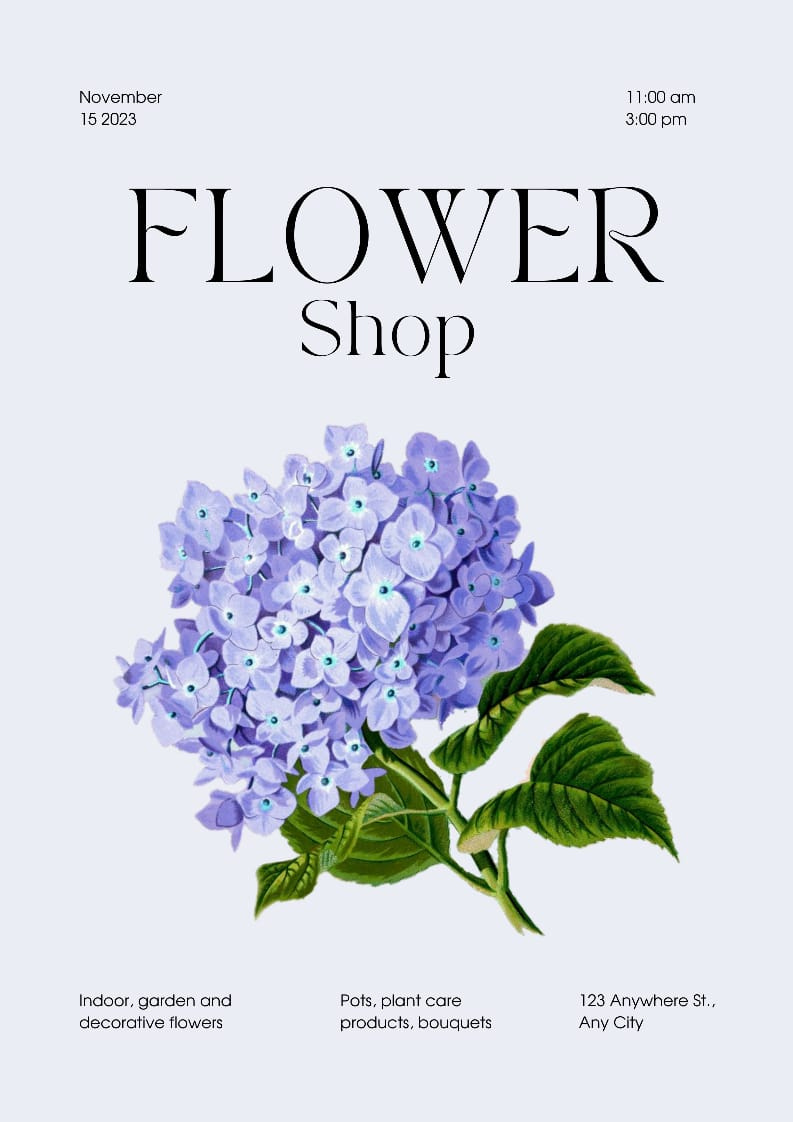 November
15 2023
11:00 am
3:00 pm
FLOWER
Shop
Indoor, garden and
decorative flowers
Pots, plant care
products, bouquets
123 Anywhere St.,
Any City